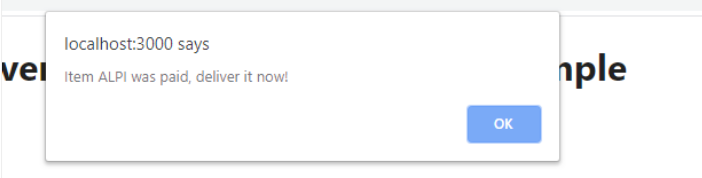 localhost:3000 says
Item ALPI was paid, deliver it now!
OK